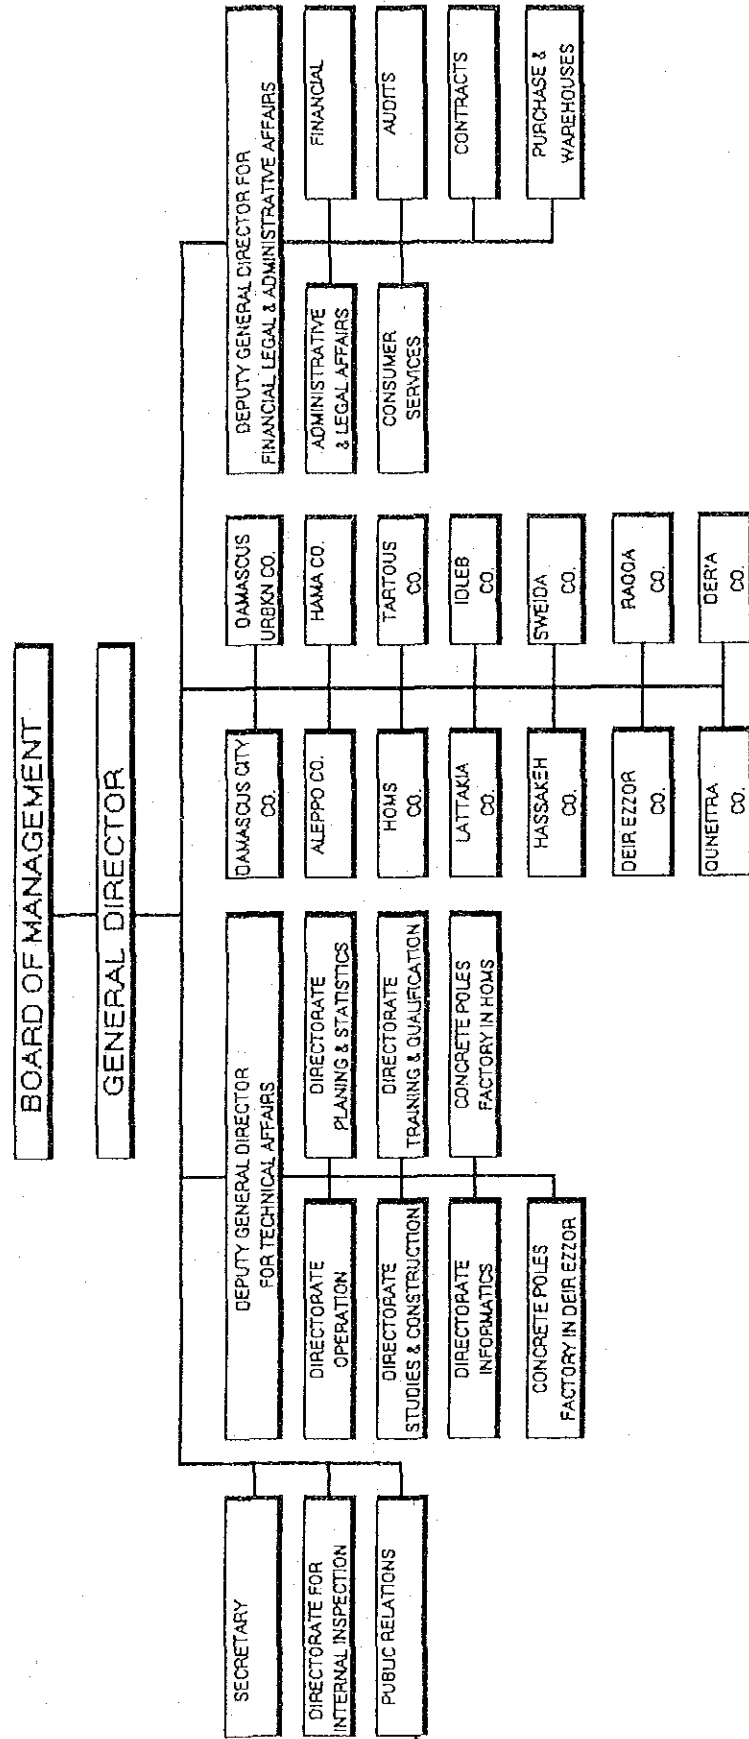 BOARD OF MANAGEMENT
GENERAL DIRECTOR
SECRETARY
DIRECTORATE FOR
INTERNAL INSPECTION
PUBLIC RELATIONS
DEPUTY GENERAL DIRECTOR
FOR TECHNICAL AFFAIRS
DIRECTORATE
OPERATION
DIRECTORATE
PLANING & STATISTICS
DIRECTORATE
STUDIES & CONSTRUCTION
DIRECTORATE
TRAINING & QUALIFICATION
DIRECTORATE
INFORMATICS
CONCRETE POLES
FACTORY IN HOMS
CONCRETE POLES
FACTORY IN DEIR EZZOR
DAMASCUS CITY
CO.
DAMASCUS
URBKN CO.
ALEPPO CO.
HAMA CO.
HOMS
CO.
TARTOUS
CO.
LATTAKIA
CO.
IDLEB
CO.
HASSAKEH
CO.
SWEIDA
CO.
DEIR EZZOR
CO.
RAQQA
CO.
QUNEITRA
CO.
DER'A
CO.
DEPUTY GENERAL DIRECTOR FOR
FINANCIAL LEGAL & ADMINISTRATIVE AFFAIRS
ADMINISTRATIVE
& LEGAL AFFAIRS
FINANCIAL
CONSUMER
SERVICES
AUDITS
CONTRACTS
PURCHASE &
WAREHOUSES